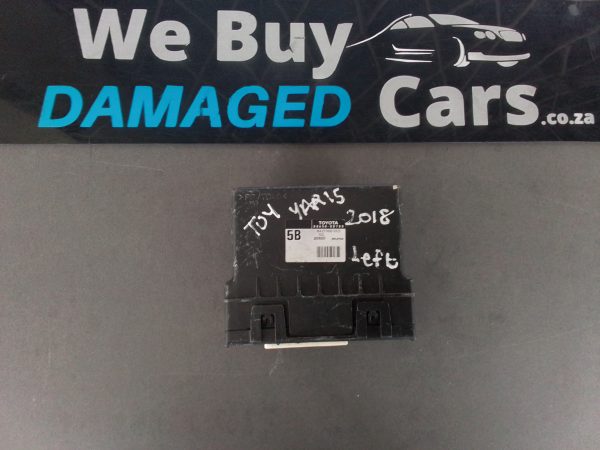 We Buy
DAMAGED Cars.co.za
TOY YARIS 2018
TOYOTA
5B
Left